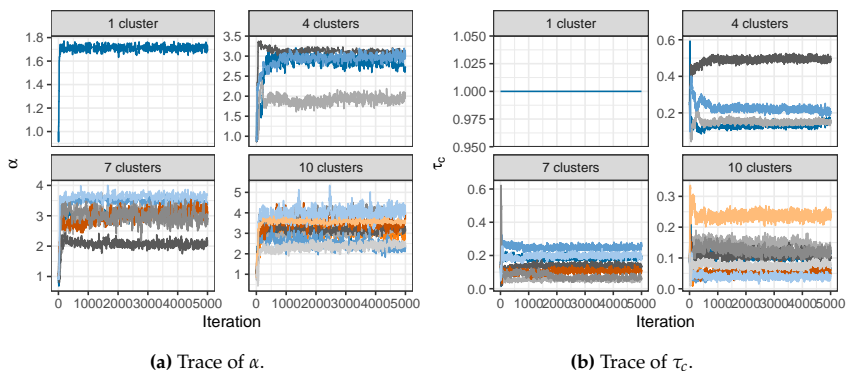 1 cluster
4 clusters
1 cluster
4 clusters
1.6
1.4
1.2
1.0
3.5
3.0
2.5
2.0
1.5
1.0
1.050
1.025
1.000
0.975
0.950
0.6
0.4
0.2
α
τc
7 clusters
10 clusters
7 clusters
10 clusters
4
3
2
1
5
4
3
2
1
0.6
0.4
0.2
0.0
0.3
0.2
0.1
0.0
0 1000 2000 3000 4000 5000
0 1000 2000 3000 4000 5000
0 1000 2000 3000 4000 5000
0 1000 2000 3000 4000 5000
Iteration
Iteration
(a) Trace of α.
(b) Trace of τc.